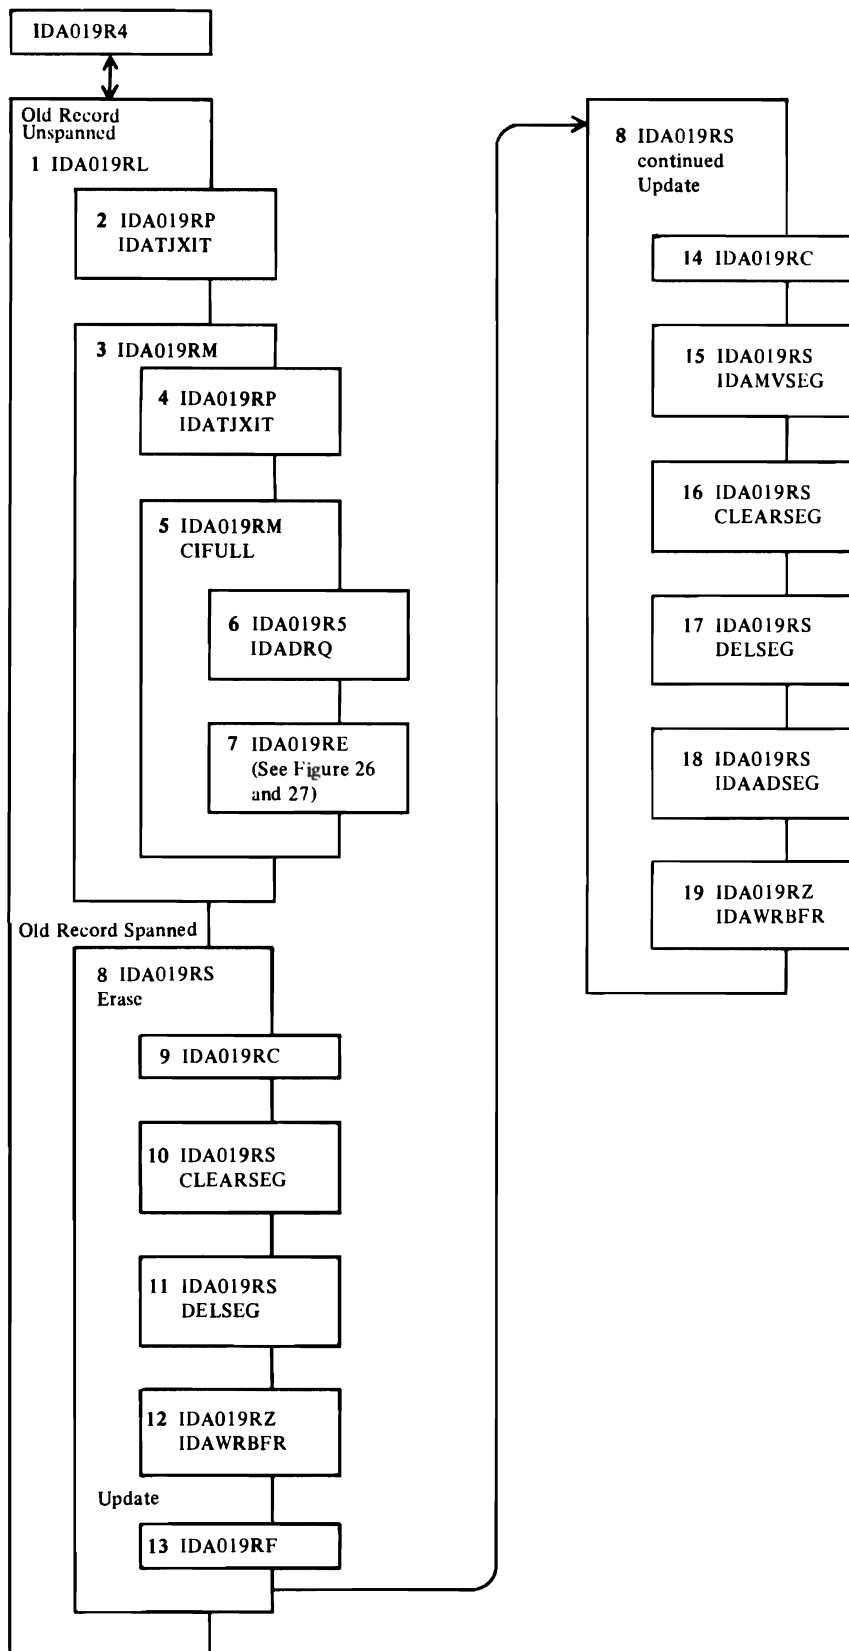 IDA019R4
Old Record
Unspanned
1 IDA019RL
2 IDA019RP
IDATJXIT
3 IDA019RM
4 IDA019RP
IDATJXIT
5 IDA019RM
CIFULL
6 IDA019R5
IDADRQ
7 IDA019RE
(See Figure 26
and 27)
Old Record Spanned
8 IDA019RS
Erase
9 IDA019RC
10 IDA019RS
CLEARSEG
11 IDA019RS
DELSEG
12 IDA019RZ
IDAWRBFR
Update
13 IDA019RF
8 IDA019RS
continued
Update
14 IDA019RC
15 IDA019RS
IDAMVSEG
16 IDA019RS
CLEARSEG
17 IDA019RS
DELSEG
18 IDA019RS
IDAADSEG
19 IDA019RZ
IDAWRBFR